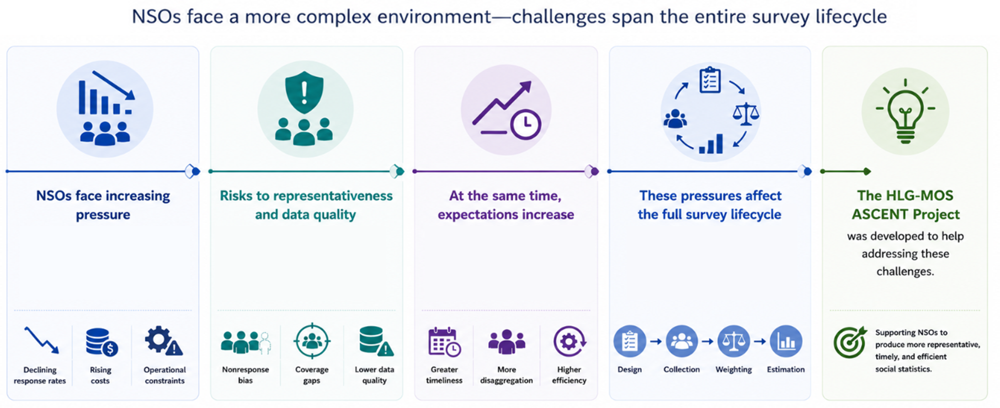 NSOs face a more complex environment—challenges span the entire survey lifecycle
NSOs face increasing
pressure
Declining
response rates
Rising
costs
Operational
constraints
Risks to representativeness
and data quality
Nonresponse
bias
Coverage
gaps
Lower data
quality
At the same time,
expectations increase
Greater
timeliness
More
disaggregation
Higher
efficiency
These pressures affect
the full survey lifecycle
Design
Collection
Weighting
Estimation
The HLG-MOS
ASCENT Project
was developed to help
addressing these
challenges.
Supporting NSOs to
produce more representative,
timely, and efficient
social statistics.